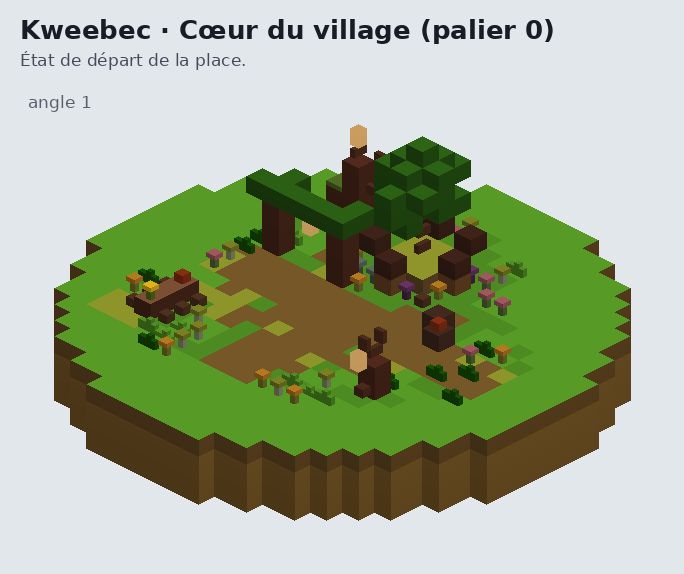 Kweebec · Cœur du village (palier 0)
État de départ de la place.
angle 1